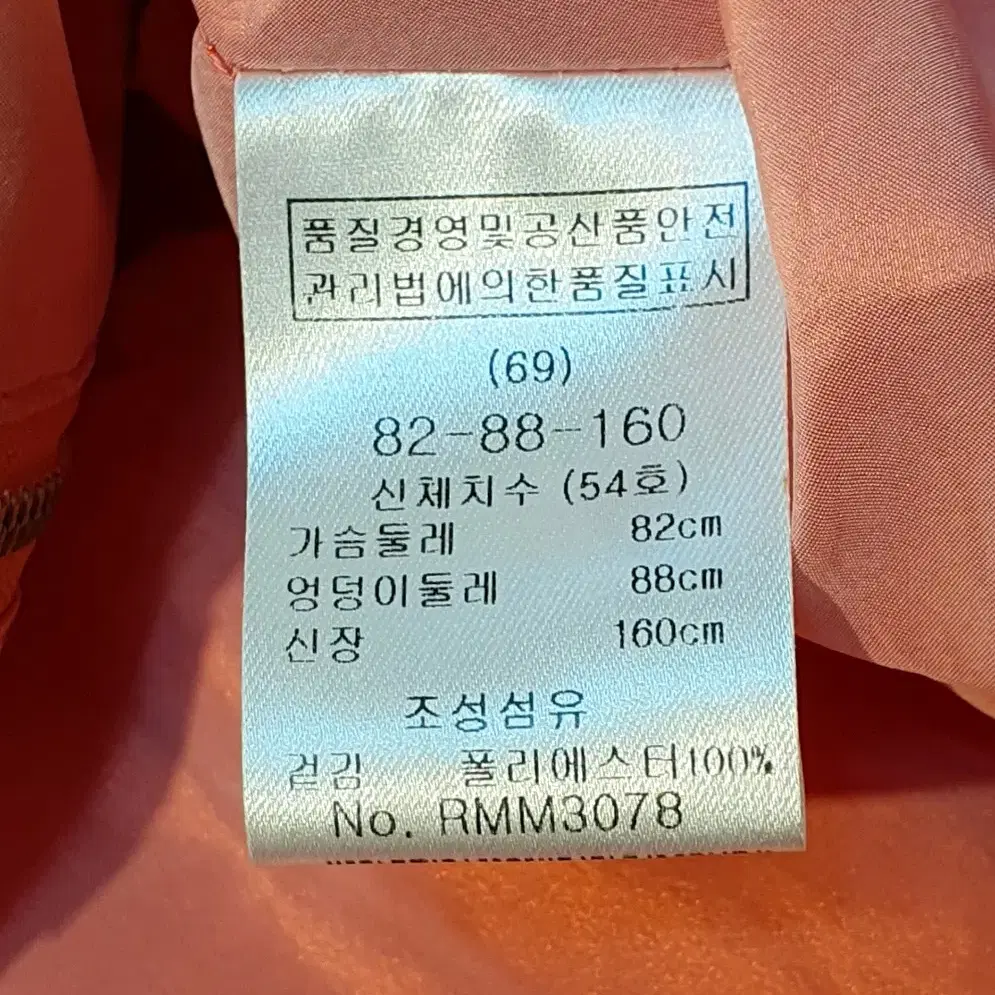 품질경영및공산품안전
관리법에의한품질표시
(69)
82-88-160
신체치수 (54호)
가슴둘레 82cm
엉덩이둘레 88cm
신장 160cm
조성섬유
겉감 폴리에스터100%
No. RMM3078